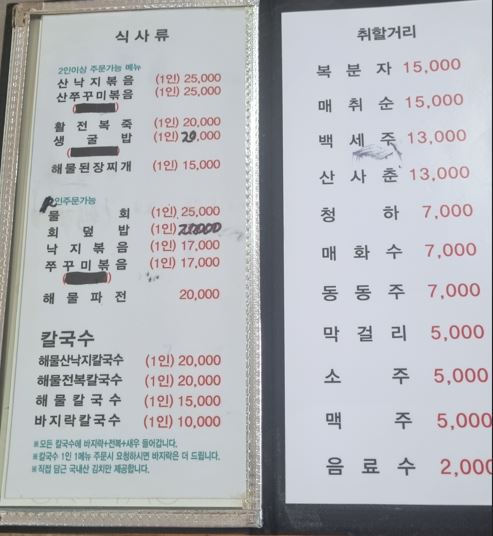 식사류
2인이상 주문가능 메뉴
산낙지볶음 (1인) 25,000
산쭈꾸미볶음 (1인) 25,000
활전복죽 (1인) 20,000
생굴밥 (1인) 20,000
해물된장찌개 (1인) 15,000
인주문가능
물회 (1인) 25,000
회덮밥 (1인)
낙지볶음 (1인) 17,000
쭈꾸미볶음 (1인) 17,000
해물파전 20,000
칼국수
해물산낙지칼국수 (1인) 20,000
해물전복칼국수 (1인) 20,000
해물칼국수 (1인) 15,000
바지락칼국수 (1인) 10,000
※모든 칼국수에 바지락+전복+새우 들어갑니다.
※칼국수 1인 1메뉴 주문시 요청하시면 바지락은 더 드립니다.
※직접 담근 국내산 김치만 제공합니다.
취할거리
복분자 15,000
매취순 15,000
백세주 13,000
산사춘 13,000
청하 7,000
매화수 7,000
동동주 7,000
막걸리 5,000
소주 5,000
맥주 5,000
음료수 2,000